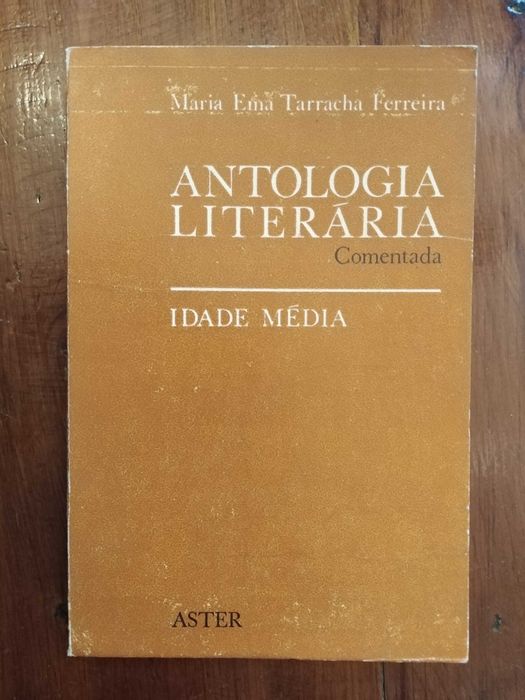 Maria Ema Tarracha Ferreira
ANTOLOGIA
LITERÁRIA
Comentada
IDADE MÉDIA
ASTER